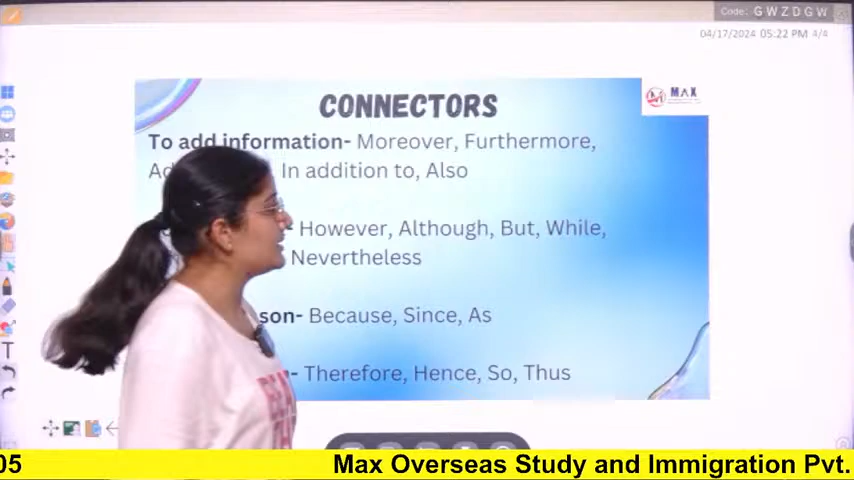 Code: GWZDGW
04/17/2024 05:22 PM 4/4
CONNECTORS
MAX
To add information- Moreover, Furthermore,
In addition to, Also
However, Although, But, While,
Nevertheless
son- Because, Since, As
Therefore, Hence, So, Thus
05 Max Overseas Study and Immigration Pvt.